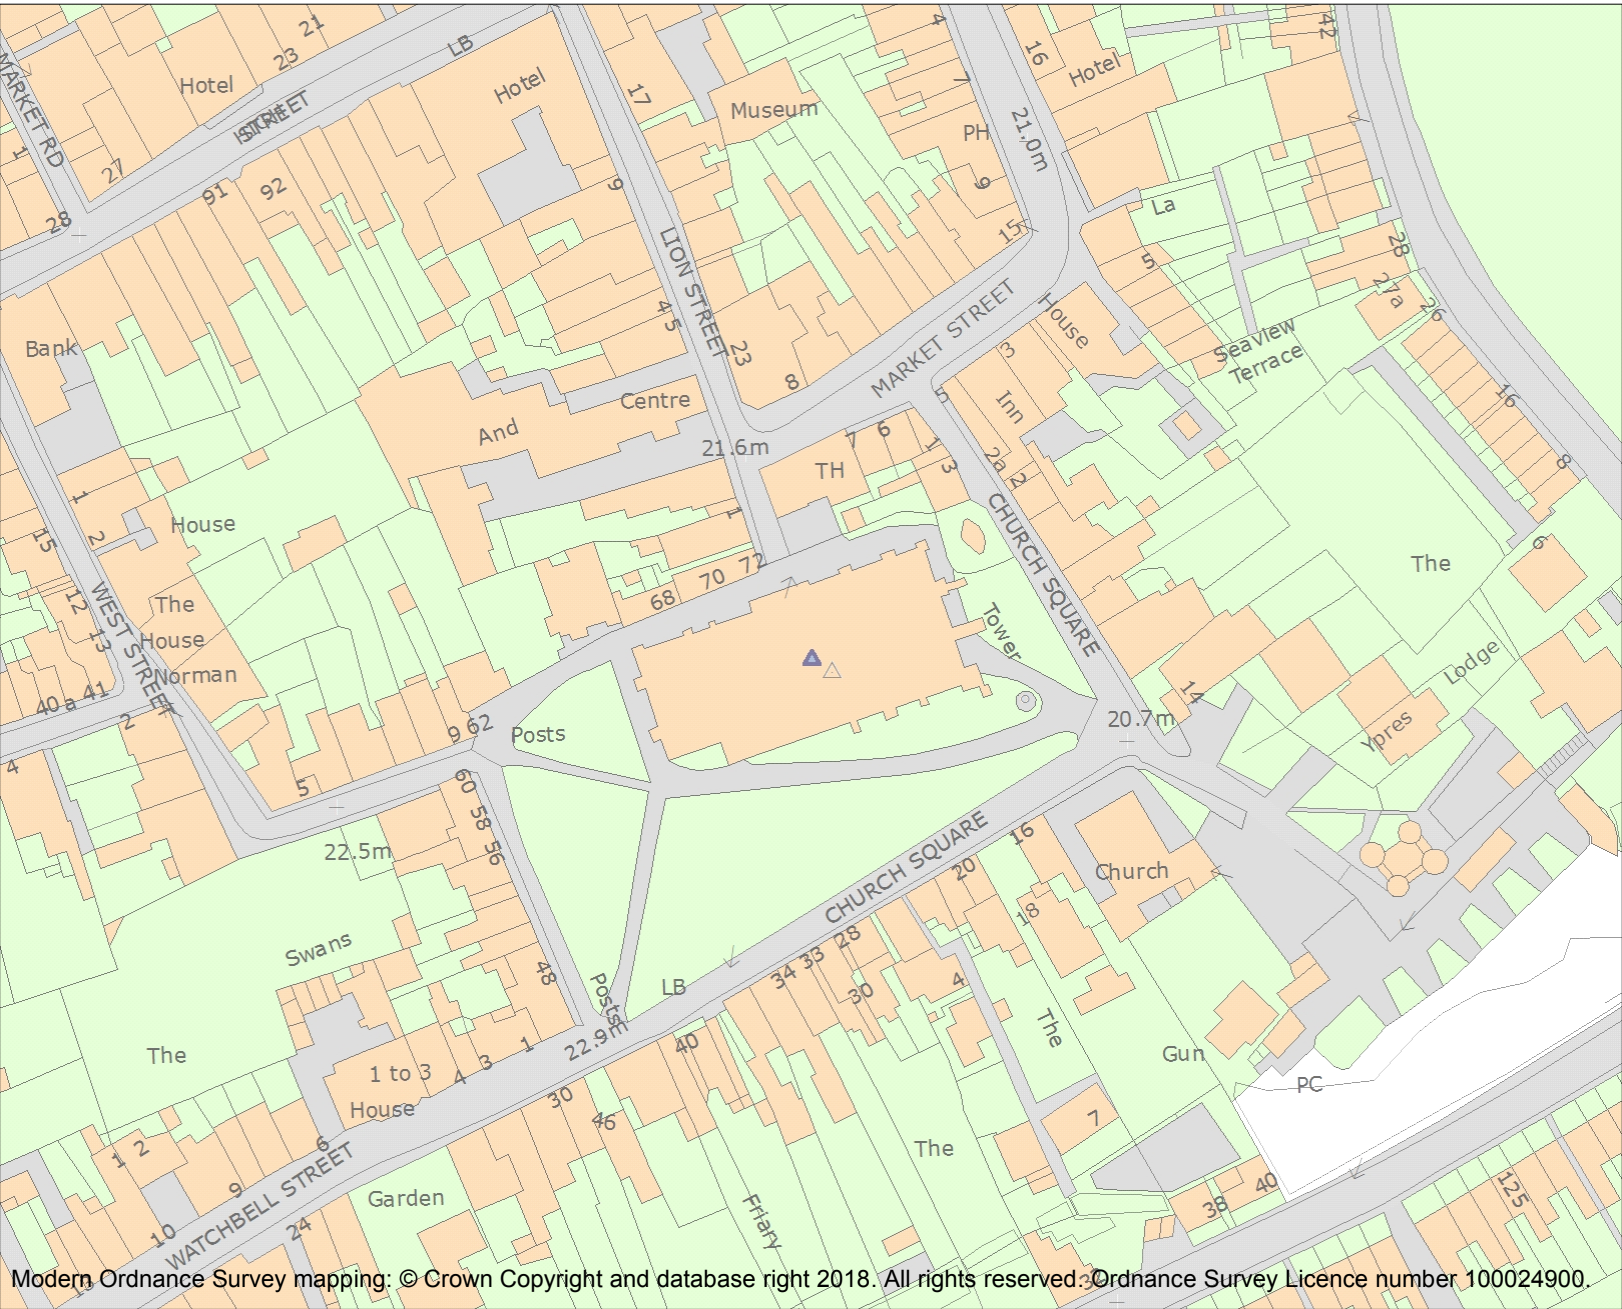 21
23
LB
Hotel
Hotel
MARKET RD
STREET
1
27
91
92
28
17
9
Museum
4
7
PH
9
15
16
Hotel
21.0m
42
La
5
28
27a
26
LION STREET
4 5
23
8
MARKET STREET
House
3
Seaview
Terrace
Bank
Centre
And
21.6m
5
Inn
16
8
7
6
1
3
TH
2a
2
1
2
15
House
1
CHURCH SQUARE
6
The
72
70
68
12
13
The
House
Norman
WEST STREET
Tower
Lodge
Ypres
40 a 41
2
14
20.7m
9 62
Posts
4
5
60
58
56
22.5m
CHURCH SQUARE
16
20
Church
18
Swans
48
Posts
LB
28
33
34
30
4
The
22.9m
40
The
1 to 3
House
4
3
1
30
46
Gun
PC
7
1
2
6
9
The
WATCHBELL STREET
10
24
Garden
Friary
38
40
125
13
Modern Ordnance Survey mapping: © Crown Copyright and database right 2018. All rights reserved. Ordnance Survey Licence number 100024900.